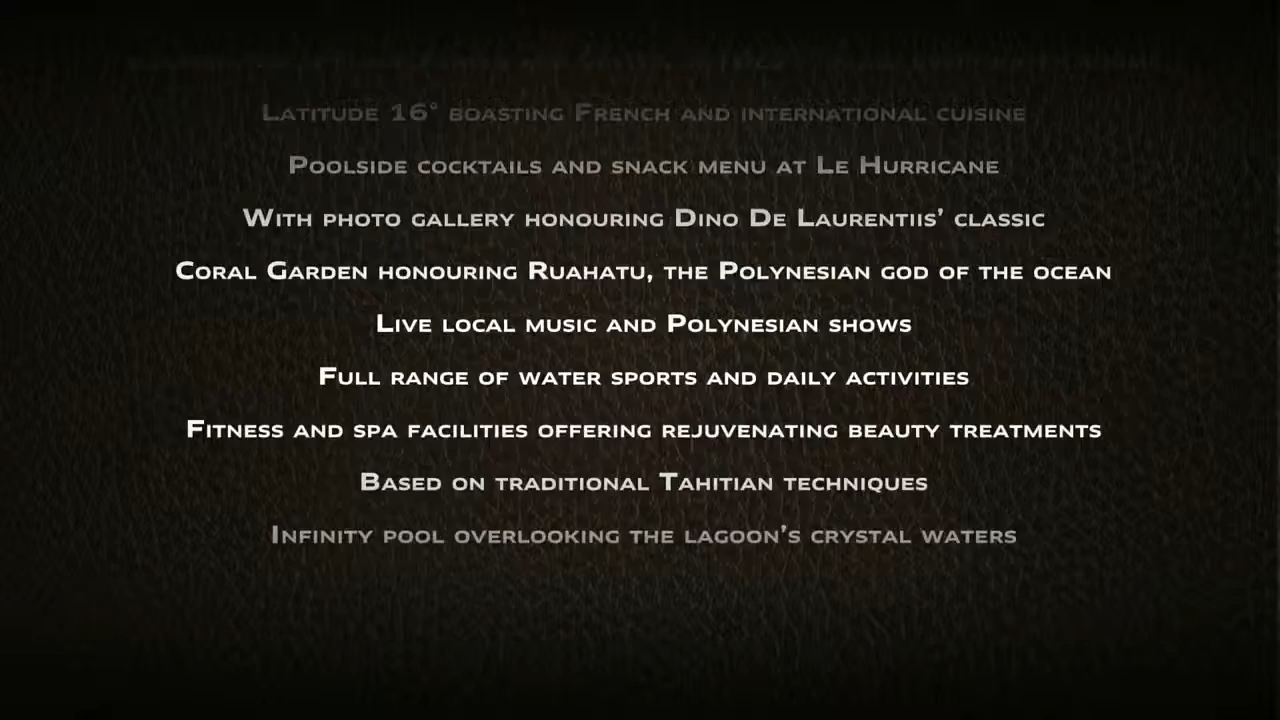 Latitude 16° boasting French and international cuisine
Poolside cocktails and snack menu at Le Hurricane
With photo gallery honouring Dino De Laurentiis' classic
Coral Garden honouring Ruahatu, the Polynesian god of the ocean
Live local music and Polynesian shows
Full range of water sports and daily activities
Fitness and spa facilities offering rejuvenating beauty treatments
Based on traditional Tahitian techniques
Infinity pool overlooking the lagoon's crystal waters